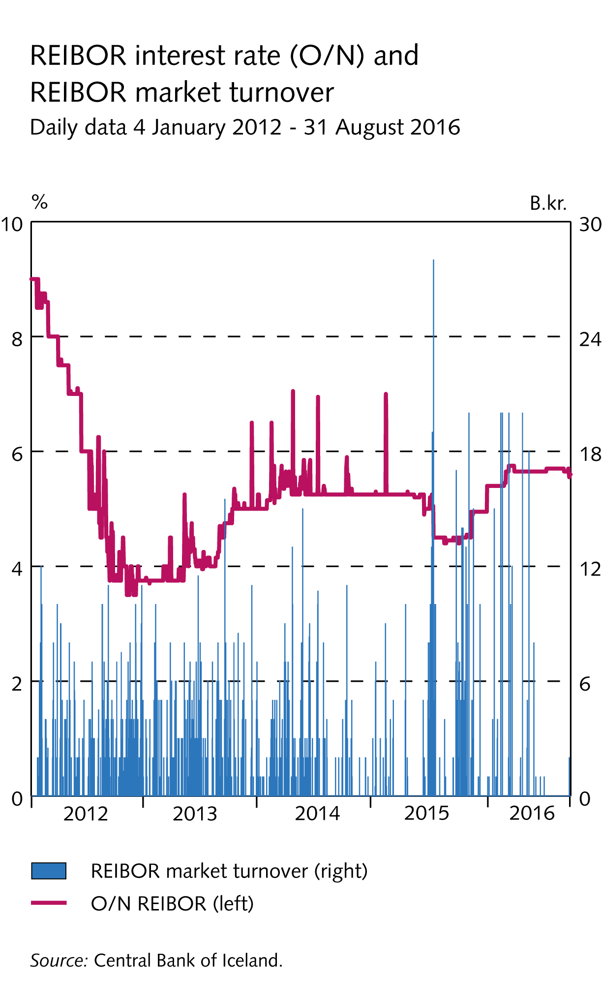 REIBOR interest rate (O/N) and
REIBOR market turnover
Daily data 4 January 2012 - 31 August 2016
% B.kr.
10 30
8 24
6 18
4 12
2 6
0 0
2012 2013 2014 2015 2016
REIBOR market turnover (right)
O/N REIBOR (left)
Source: Central Bank of Iceland.